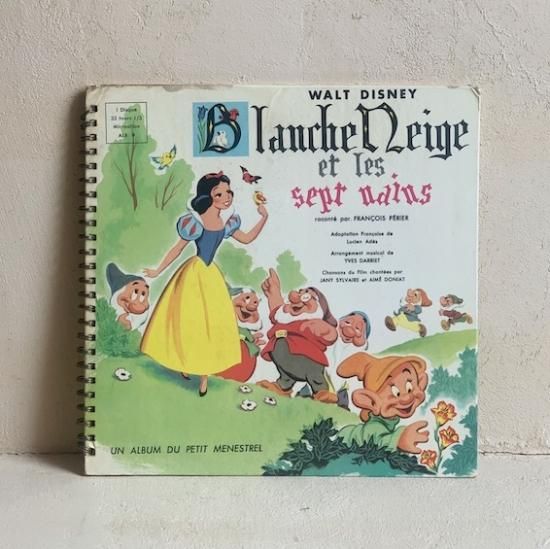 1 Disque
33 tours 1/3
Microsillon
ALB 9
WALT DISNEY
Blanche Neige
et les
sept nains
raconté par FRANÇOIS PÉRIER
Adaptation Française de
Lucien Adès
Arrangement musical de
YVES DARRIET
Chansons du Film chantées par
JANY SYLVAIRE et AIMÉ DONIAT
UN ALBUM DU PETIT MENESTREL